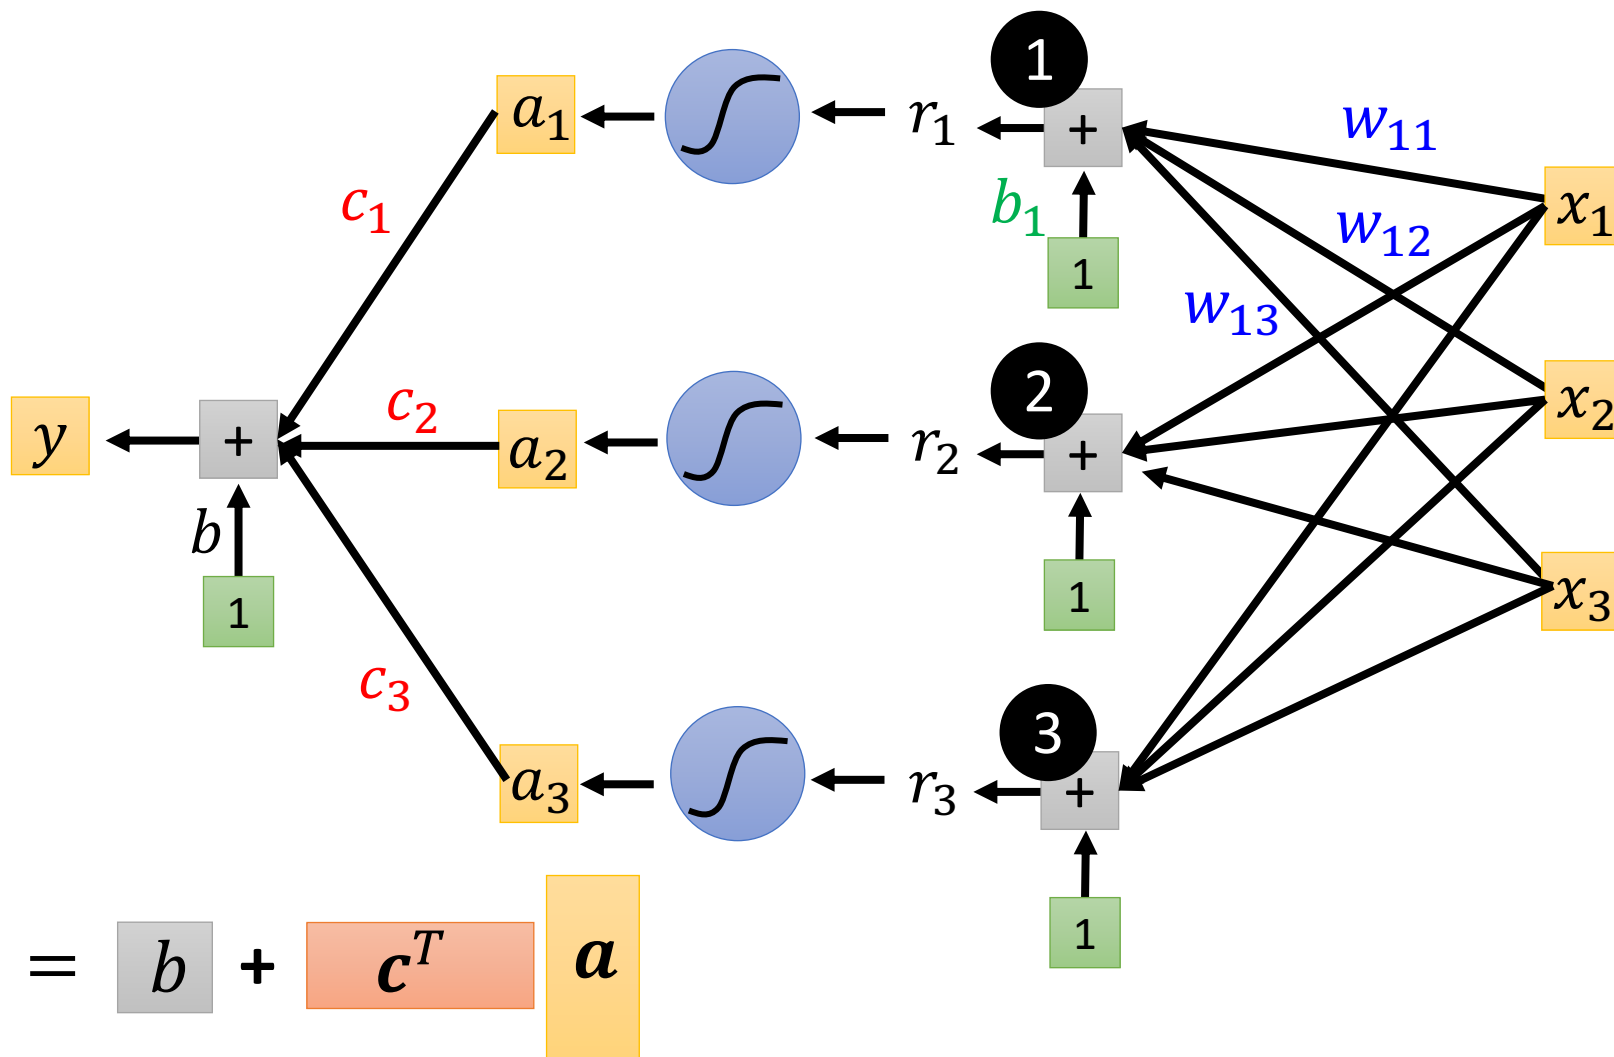 1
a₁ r₁ + w₁₁
c₁ b₁ x₁
1 w₁₂
w₁₃
2
c₂ x₂
y + a₂ r₂ +
b
1 1 x₃
c₃
3
a₃ r₃ +
1
= b + cᵀ a